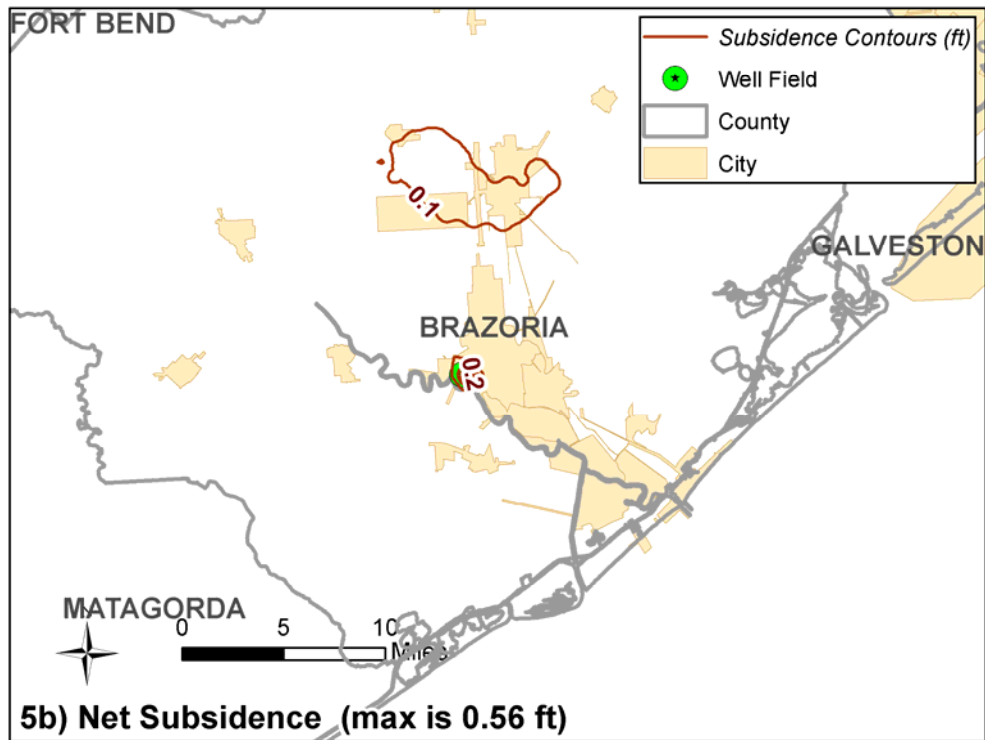 FORT BEND
Subsidence Contours (ft)
Well Field
County
City
0.1
GALVESTON
BRAZORIA
0.2
MATAGORDA
0 5 10
Miles
5b) Net Subsidence (max is 0.56 ft)